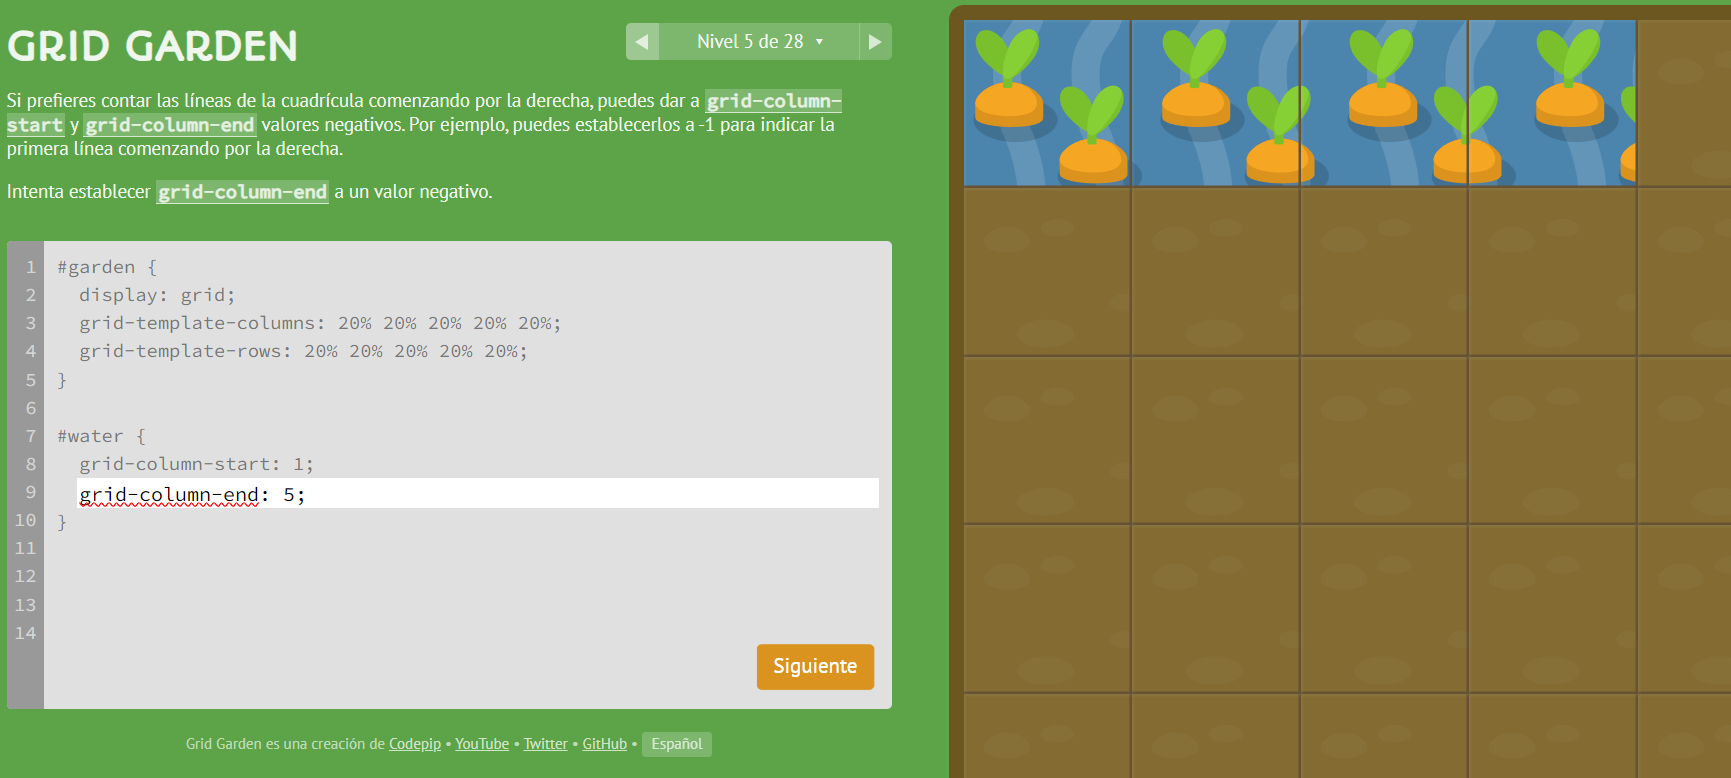 GRID GARDEN
◀ Nivel 5 de 28 ▾ ▶
Si prefieres contar las líneas de la cuadrícula comenzando por la derecha, puedes dar a grid-column-
start y grid-column-end valores negativos. Por ejemplo, puedes establecerlos a -1 para indicar la
primera línea comenzando por la derecha.
Intenta establecer grid-column-end a un valor negativo.
1 #garden {
2 display: grid;
3 grid-template-columns: 20% 20% 20% 20% 20%;
4 grid-template-rows: 20% 20% 20% 20% 20%;
5 }
6
7 #water {
8 grid-column-start: 1;
9 grid-column-end: 5;
10 }
11
12
13
14
Siguiente
Grid Garden es una creación de Codepip • YouTube • Twitter • GitHub • Español